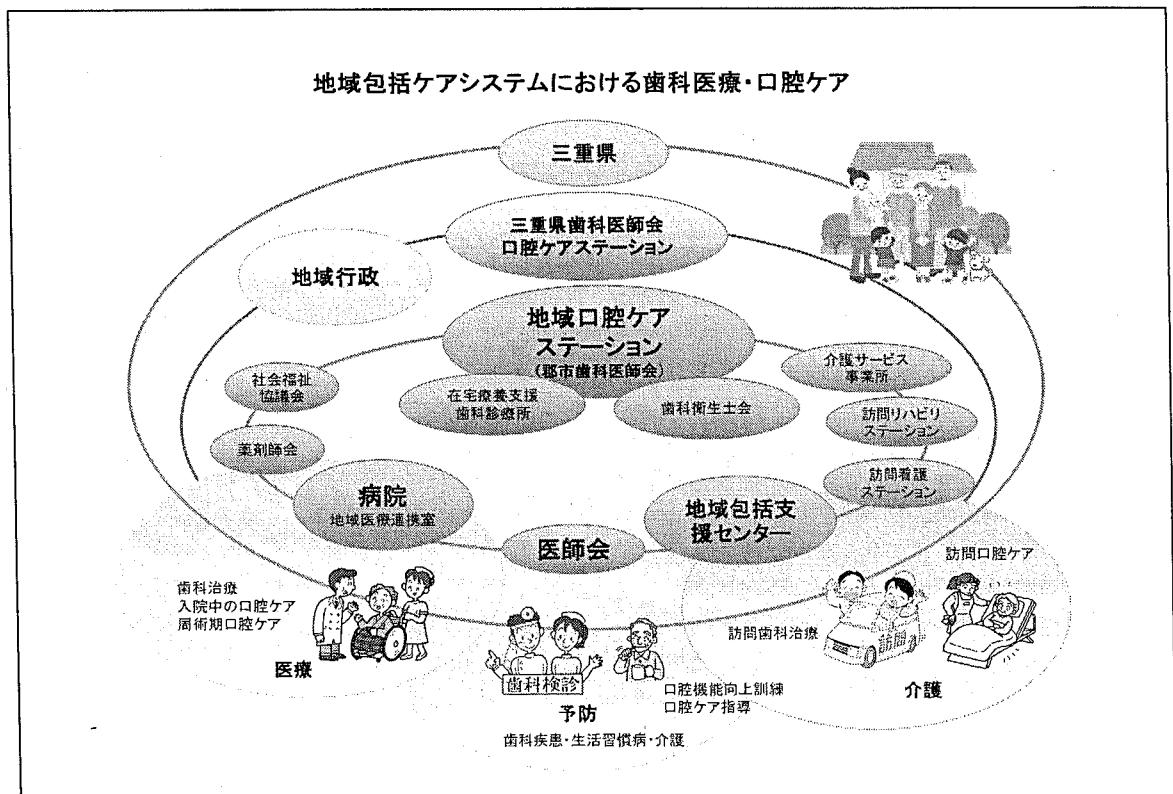 地域包括ケアシステムにおける歯科医療・口腔ケア
三重県
三重県歯科医師会
口腔ケアステーション
地域行政
地域口腔ケア
ステーション
(郡市歯科医師会)
社会福祉
協議会
在宅療養支援
歯科診療所
歯科衛生士会
介護サービス
事業所
訪問リハビリ
ステーション
薬剤師会
訪問看護
ステーション
病院
地域医療連携室
地域包括支
援センター
医師会
歯科治療
入院中の口腔ケア
周術期口腔ケア
医療
歯科検診
予防
口腔機能向上訓練
口腔ケア指導
歯科疾患・生活習慣病・介護
訪問口腔ケア
訪問歯科治療
訪問
介護